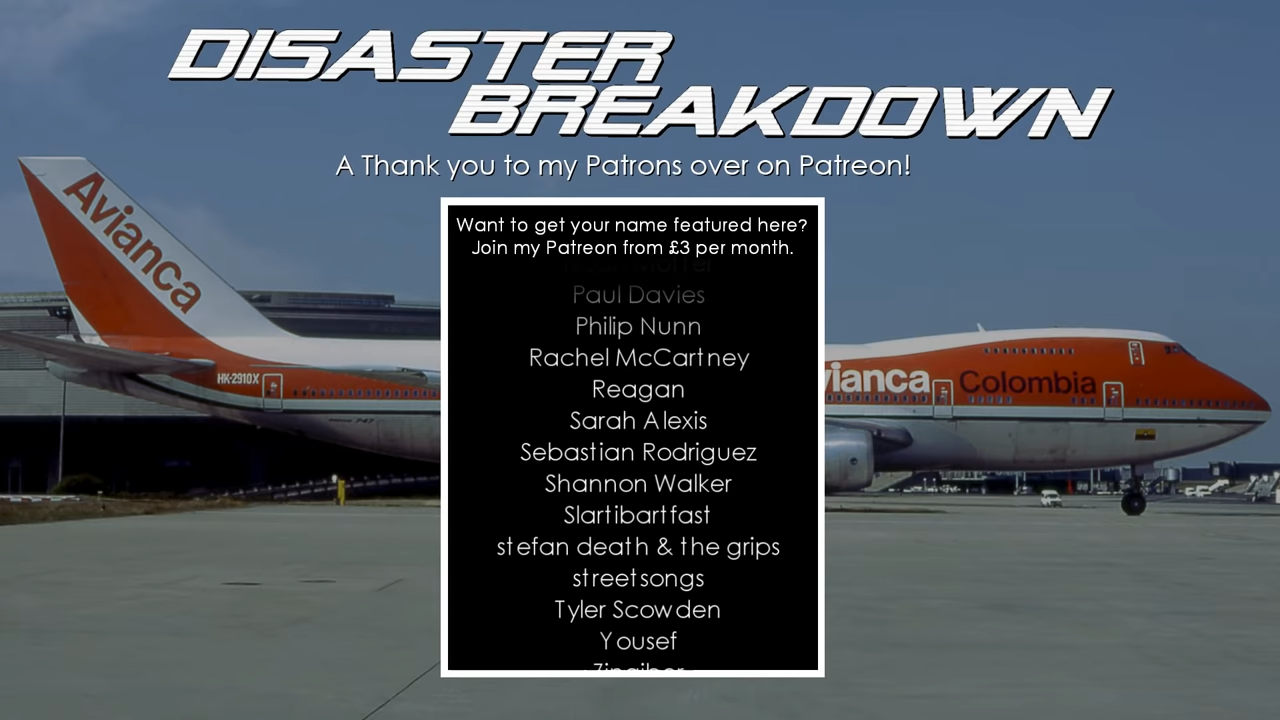 DISASTER
BREAKDOWN
A Thank you to my Patrons over on Patreon!
Want to get your name featured here?
Join my Patreon from £3 per month.
Paul Davies
Philip Nunn
Rachel McCartney
Reagan
Sarah Alexis
Sebastian Rodriguez
Shannon Walker
Slartibartfast
stefan death & the grips
streetsongs
Tyler Scowden
Yousef
Avianca
HK-2910X
Colombia